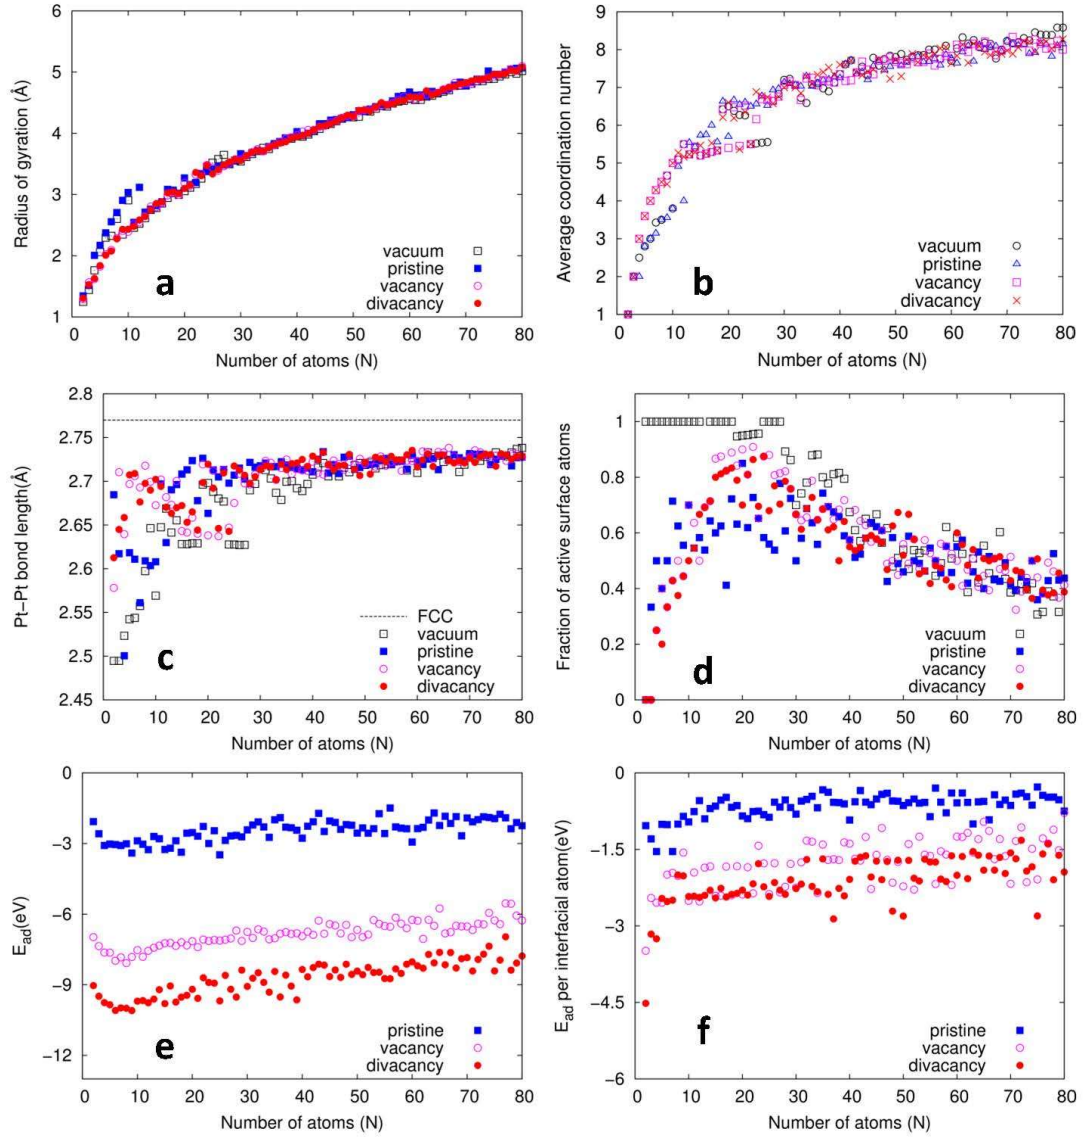 9
8
7
6
5
4
3
2
1
Radius of gyration (Å)
vacuum
pristine
vacancy
divacancy
a
6
5
4
3
2
1
0 10 20 30 40 50 60 70 80
Number of atoms (N)
Average coordination number
vacuum
pristine
vacancy
divacancy
b
0 10 20 30 40 50 60 70 80
Number of atoms (N)
2.8
2.75
2.7
2.65
2.6
2.55
2.5
2.45
Pt-Pt bond length(Å)
FCC
vacuum
pristine
vacancy
divacancy
c
0 10 20 30 40 50 60 70 80
Number of atoms (N)
1
0.8
0.6
0.4
0.2
0
Fraction of active surface atoms
vacuum
pristine
vacancy
divacancy
d
0 10 20 30 40 50 60 70 80
Number of atoms (N)
0
−3
−6
−9
−12
E_ad(eV)
pristine
vacancy
divacancy
e
0 10 20 30 40 50 60 70 80
Number of atoms (N)
0
−1.5
−3
−4.5
−6
E_ad per interfacial atom(eV)
pristine
vacancy
divacancy
f
0 10 20 30 40 50 60 70 80
Number of atoms (N)